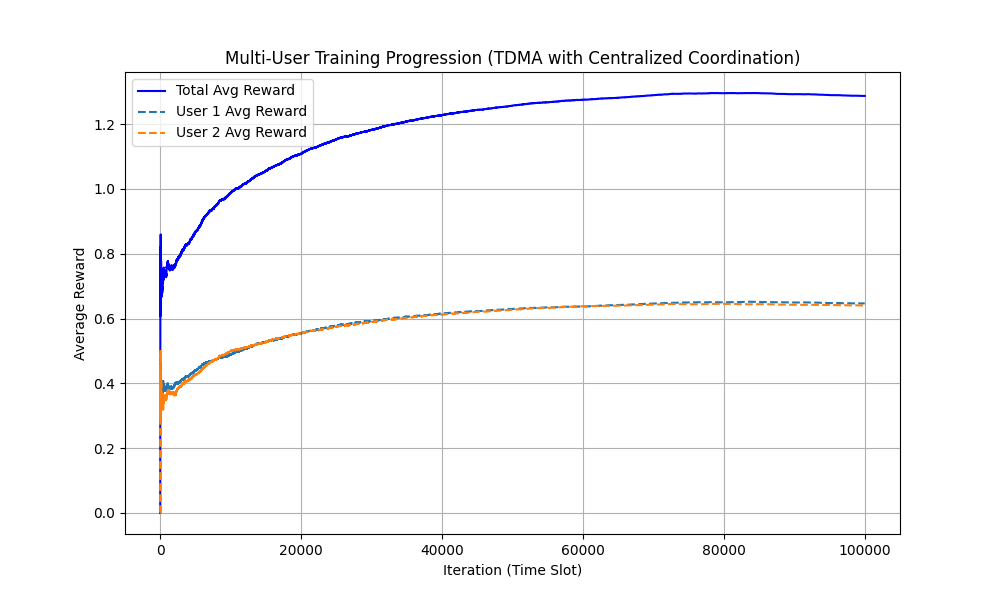 Multi-User Training Progression (TDMA with Centralized Coordination)
Total Avg Reward
User 1 Avg Reward
User 2 Avg Reward
Average Reward
1.2
1.0
0.8
0.6
0.4
0.2
0.0
0 20000 40000 60000 80000 100000
Iteration (Time Slot)